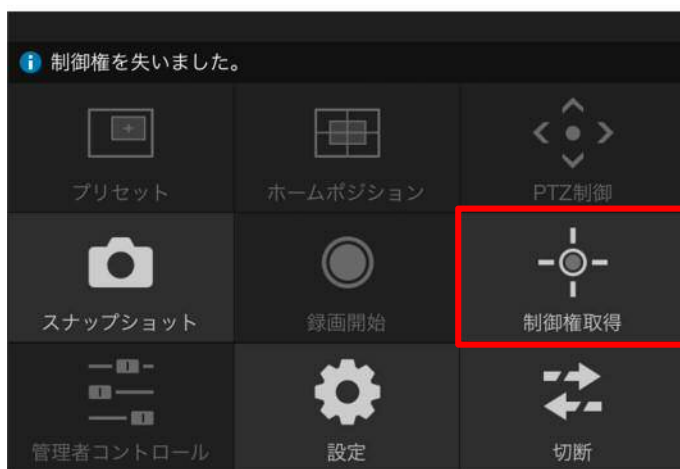 制御権を失いました。
プリセット
ホームポジション
PTZ制御
スナップショット
録画開始
制御権取得
管理者コントロール
設定
切断